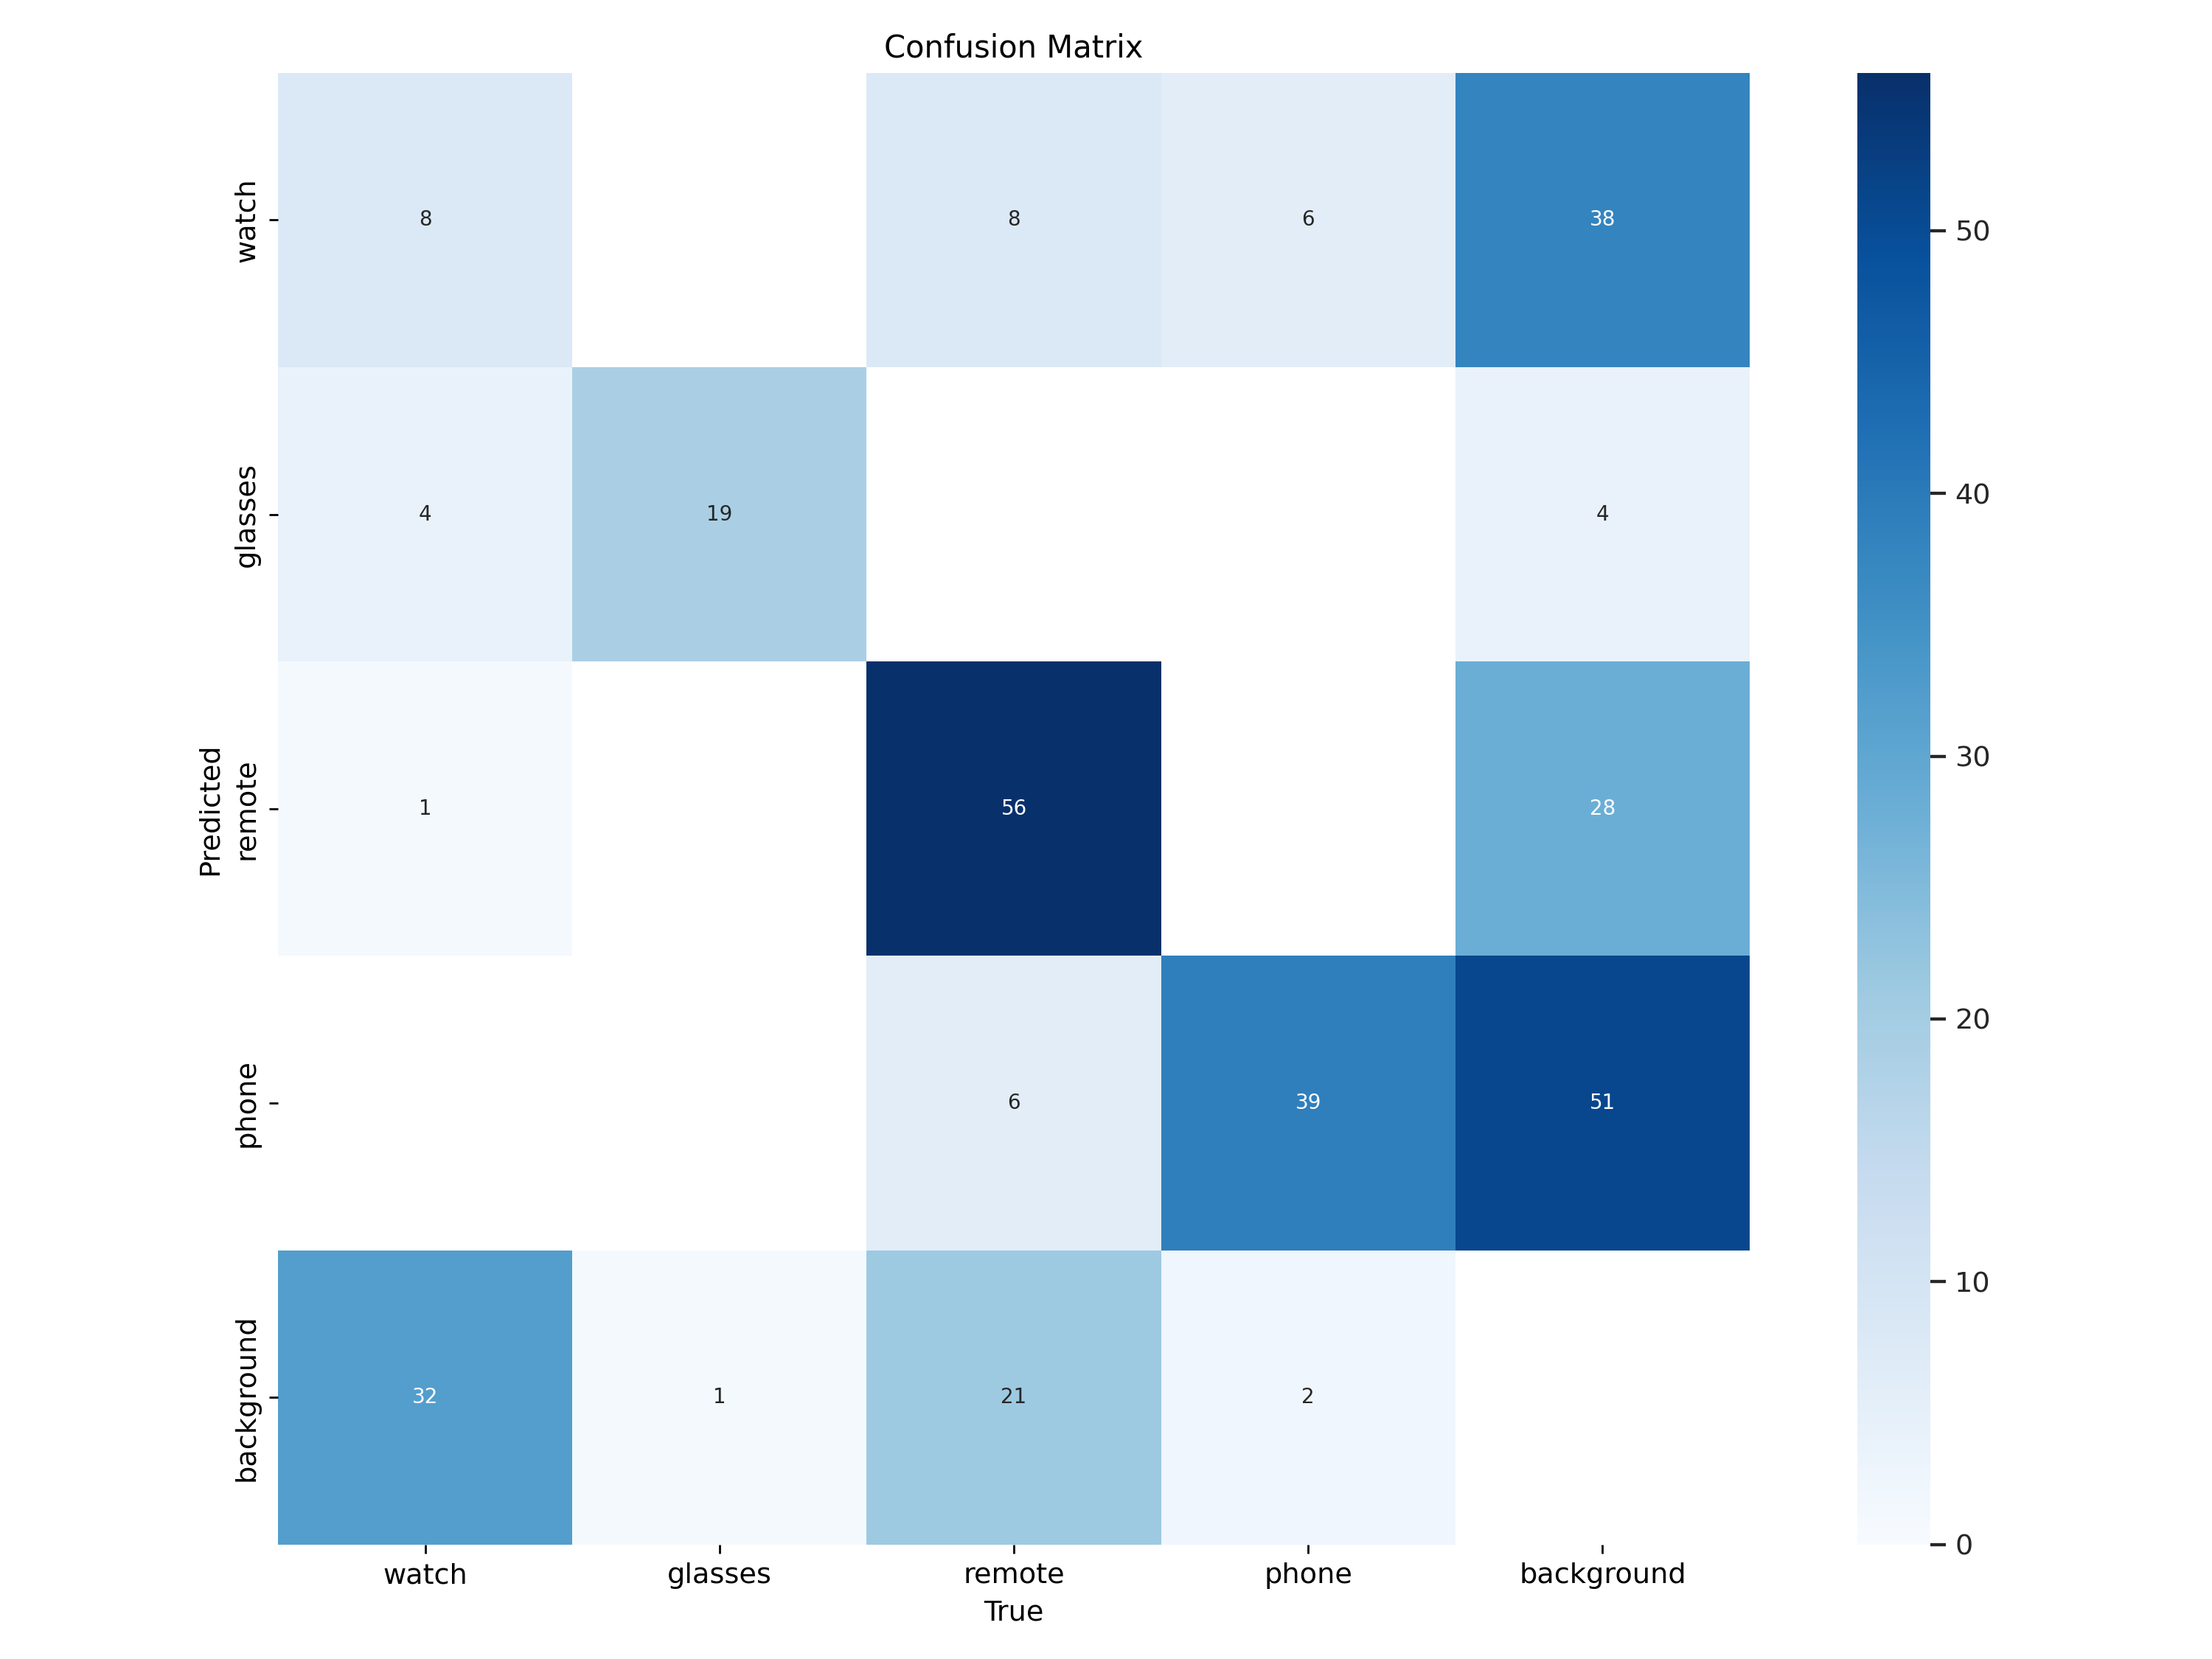 Confusion Matrix
watch
8
8
6
38
glasses
4
19
4
remote
1
56
28
phone
6
39
51
background
32
1
21
2
Predicted
watch
glasses
remote
phone
background
True
50
40
30
20
10
0